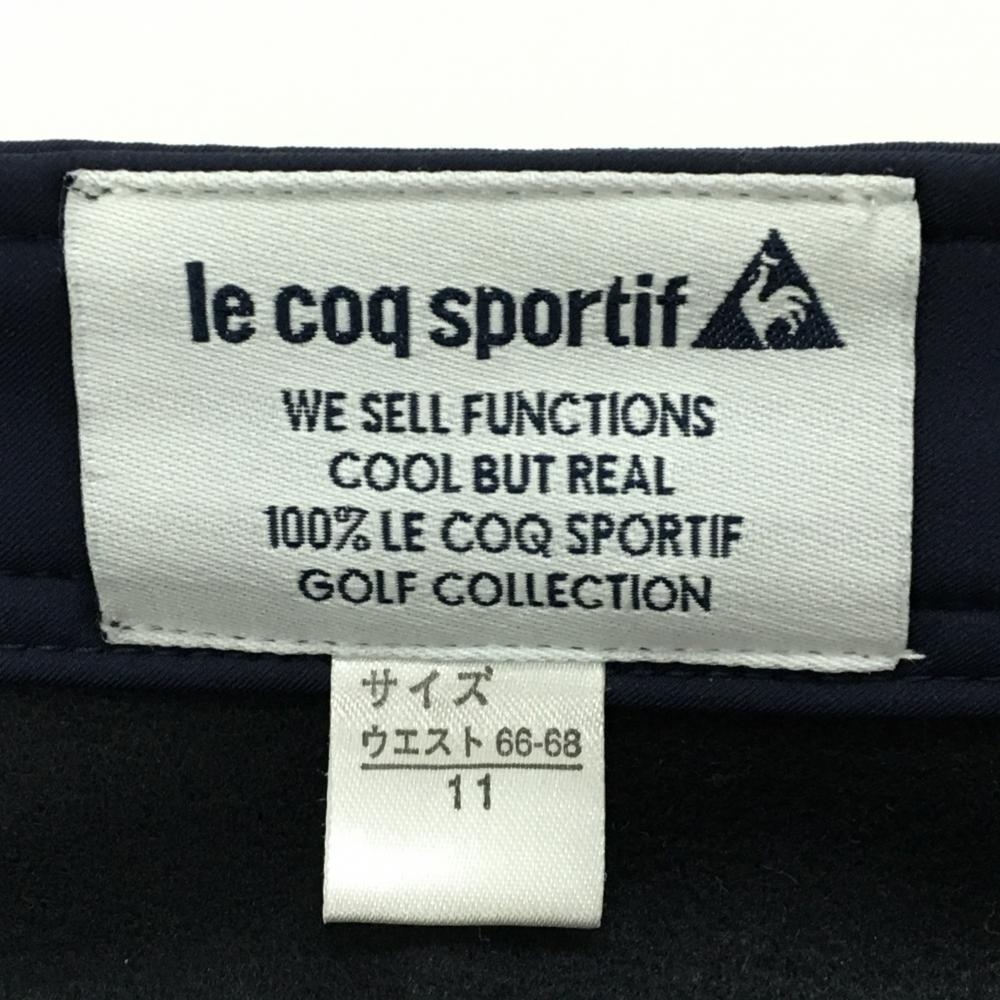 le coq sportif
WE SELL FUNCTIONS
COOL BUT REAL
100% LE COQ SPORTIF
GOLF COLLECTION
サイズ
ウエスト 66-68
11